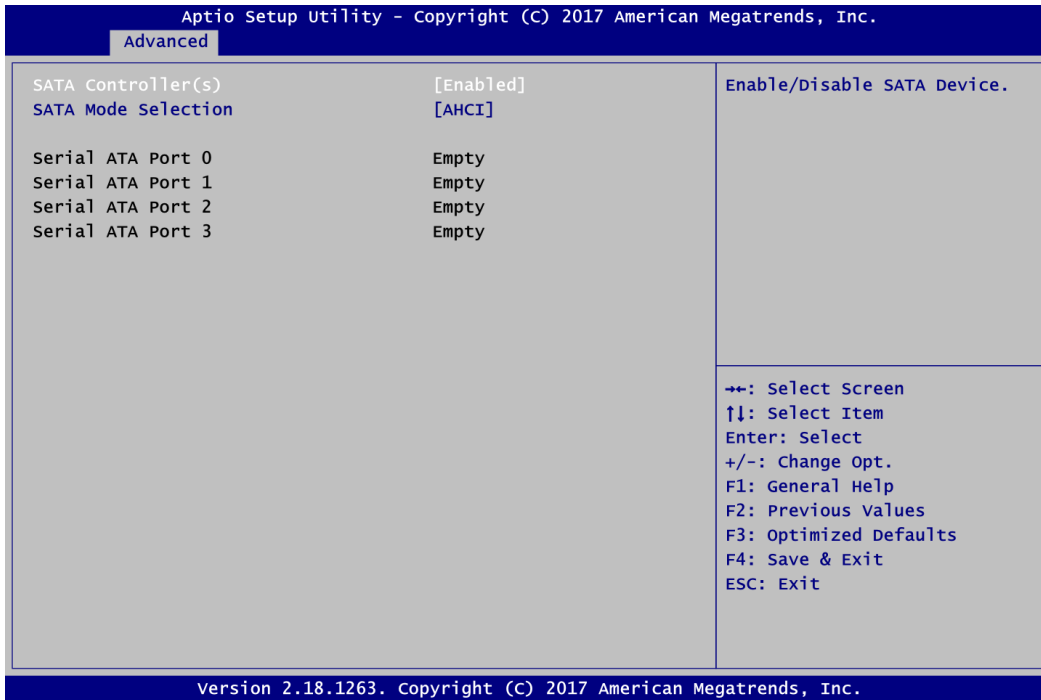 Aptio Setup Utility - Copyright (C) 2017 American Megatrends, Inc.
Advanced
SATA Controller(s) [Enabled]
SATA Mode Selection [AHCI]
Serial ATA Port 0 Empty
Serial ATA Port 1 Empty
Serial ATA Port 2 Empty
Serial ATA Port 3 Empty
Enable/Disable SATA Device.
→←: Select Screen
↑↓: Select Item
Enter: Select
+/-: Change Opt.
F1: General Help
F2: Previous Values
F3: Optimized Defaults
F4: Save & Exit
ESC: Exit
Version 2.18.1263. Copyright (C) 2017 American Megatrends, Inc.